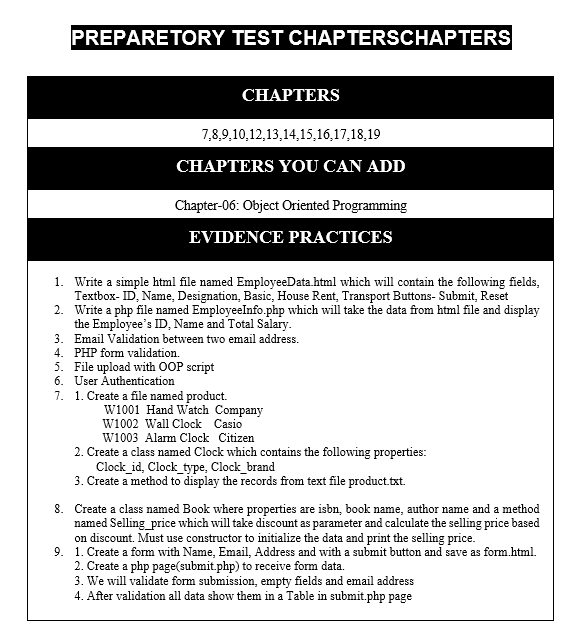 PREPARETORY TEST CHAPTERSCHAPTERS
CHAPTERS
7,8,9,10,12,13,14,15,16,17,18,19
CHAPTERS YOU CAN ADD
Chapter-06: Object Oriented Programming
EVIDENCE PRACTICES
1. Write a simple html file named EmployeeData.html which will contain the following fields,
Textbox- ID, Name, Designation, Basic, House Rent, Transport Buttons- Submit, Reset
2. Write a php file named EmployeeInfo.php which will take the data from html file and display
the Employee's ID, Name and Total Salary.
3. Email Validation between two email address.
4. PHP form validation.
5. File upload with OOP script
6. User Authentication
7. 1. Create a file named product.
W1001 Hand Watch Company
W1002 Wall Clock Casio
W1003 Alarm Clock Citizen
2. Create a class named Clock which contains the following properties:
Clock_id, Clock_type, Clock_brand
3. Create a method to display the records from text file product.txt.
8. Create a class named Book where properties are isbn, book name, author name and a method
named Selling_price which will take discount as parameter and calculate the selling price based
on discount. Must use constructor to initialize the data and print the selling price.
9. 1. Create a form with Name, Email, Address and with a submit button and save as form.html.
2. Create a php page(submit.php) to receive form data.
3. We will validate form submission, empty fields and email address
4. After validation all data show them in a Table in submit.php page